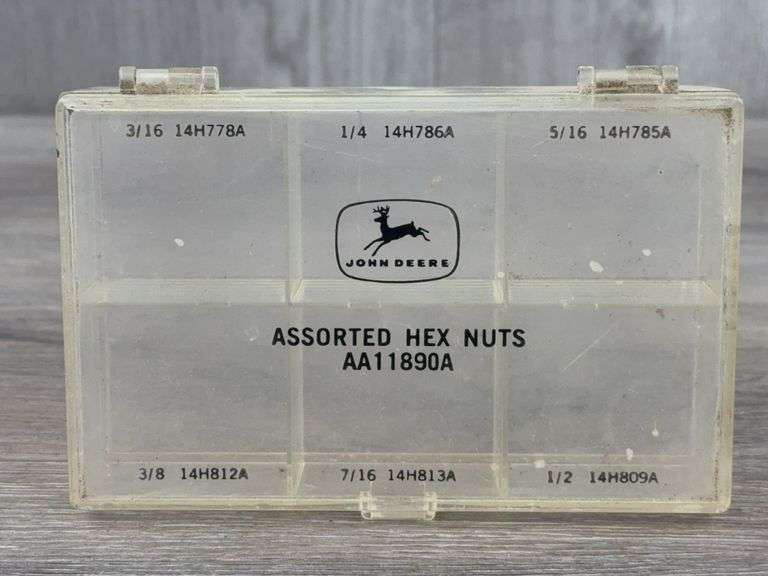 3/16 14H778A
1/4 14H786A
5/16 14H785A
JOHN DEERE
ASSORTED HEX NUTS
AA11890A
3/8 14H812A
7/16 14H813A
1/2 14H809A